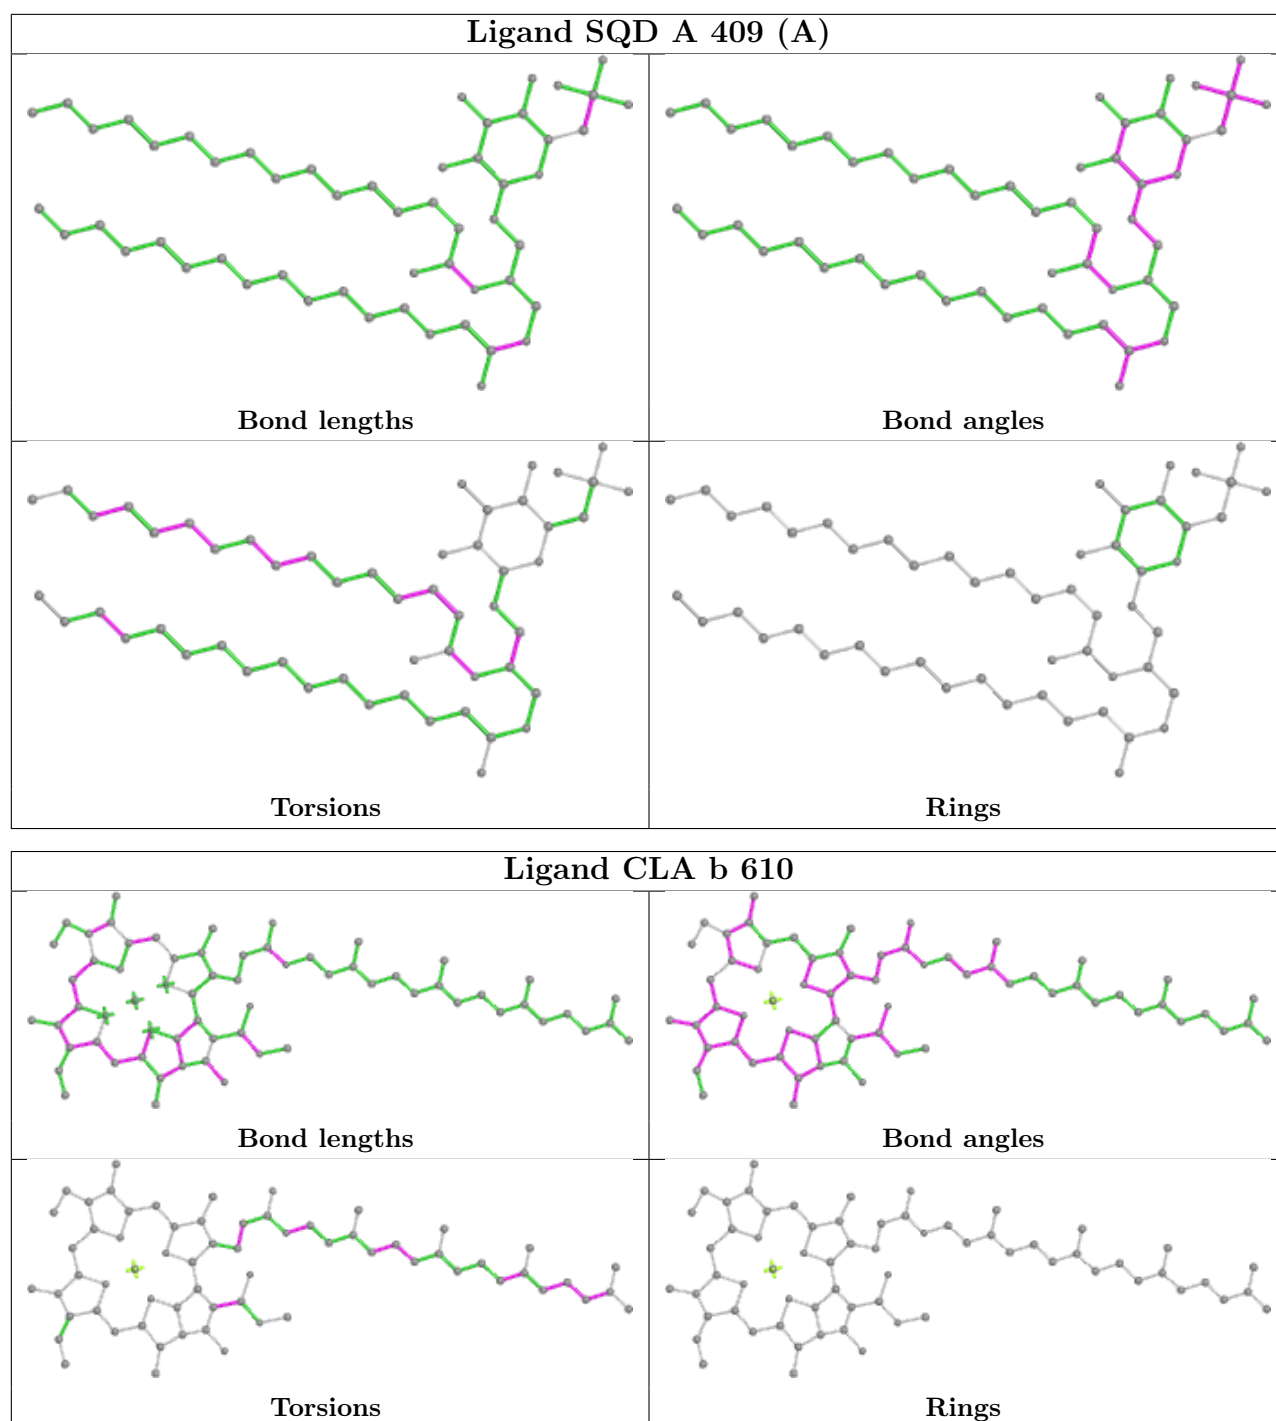 Ligand SQD A 409 (A)
Bond lengths
Bond angles
Torsions
Rings
Ligand CLA b 610
Bond lengths
Bond angles
Torsions
Rings